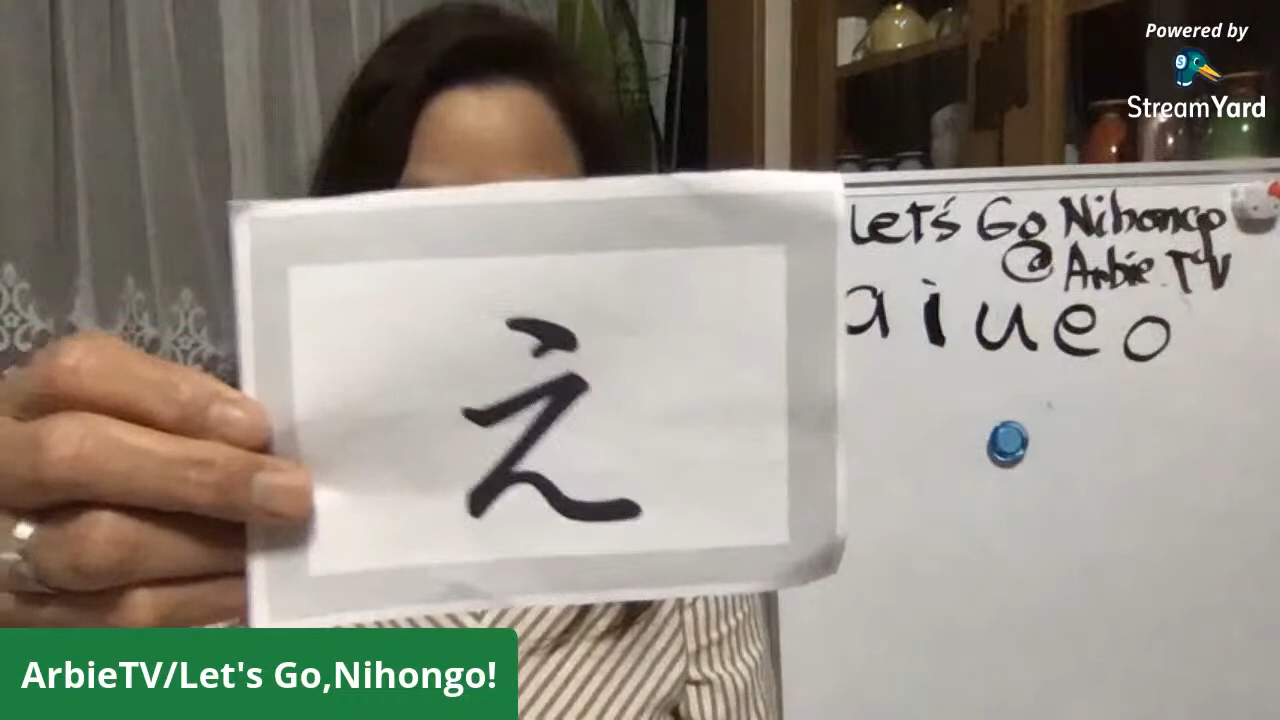 Powered by
StreamYard
Let's Go Nihongo
@ Arbie TV
a i u e o
え
ArbieTV/Let's Go,Nihongo!